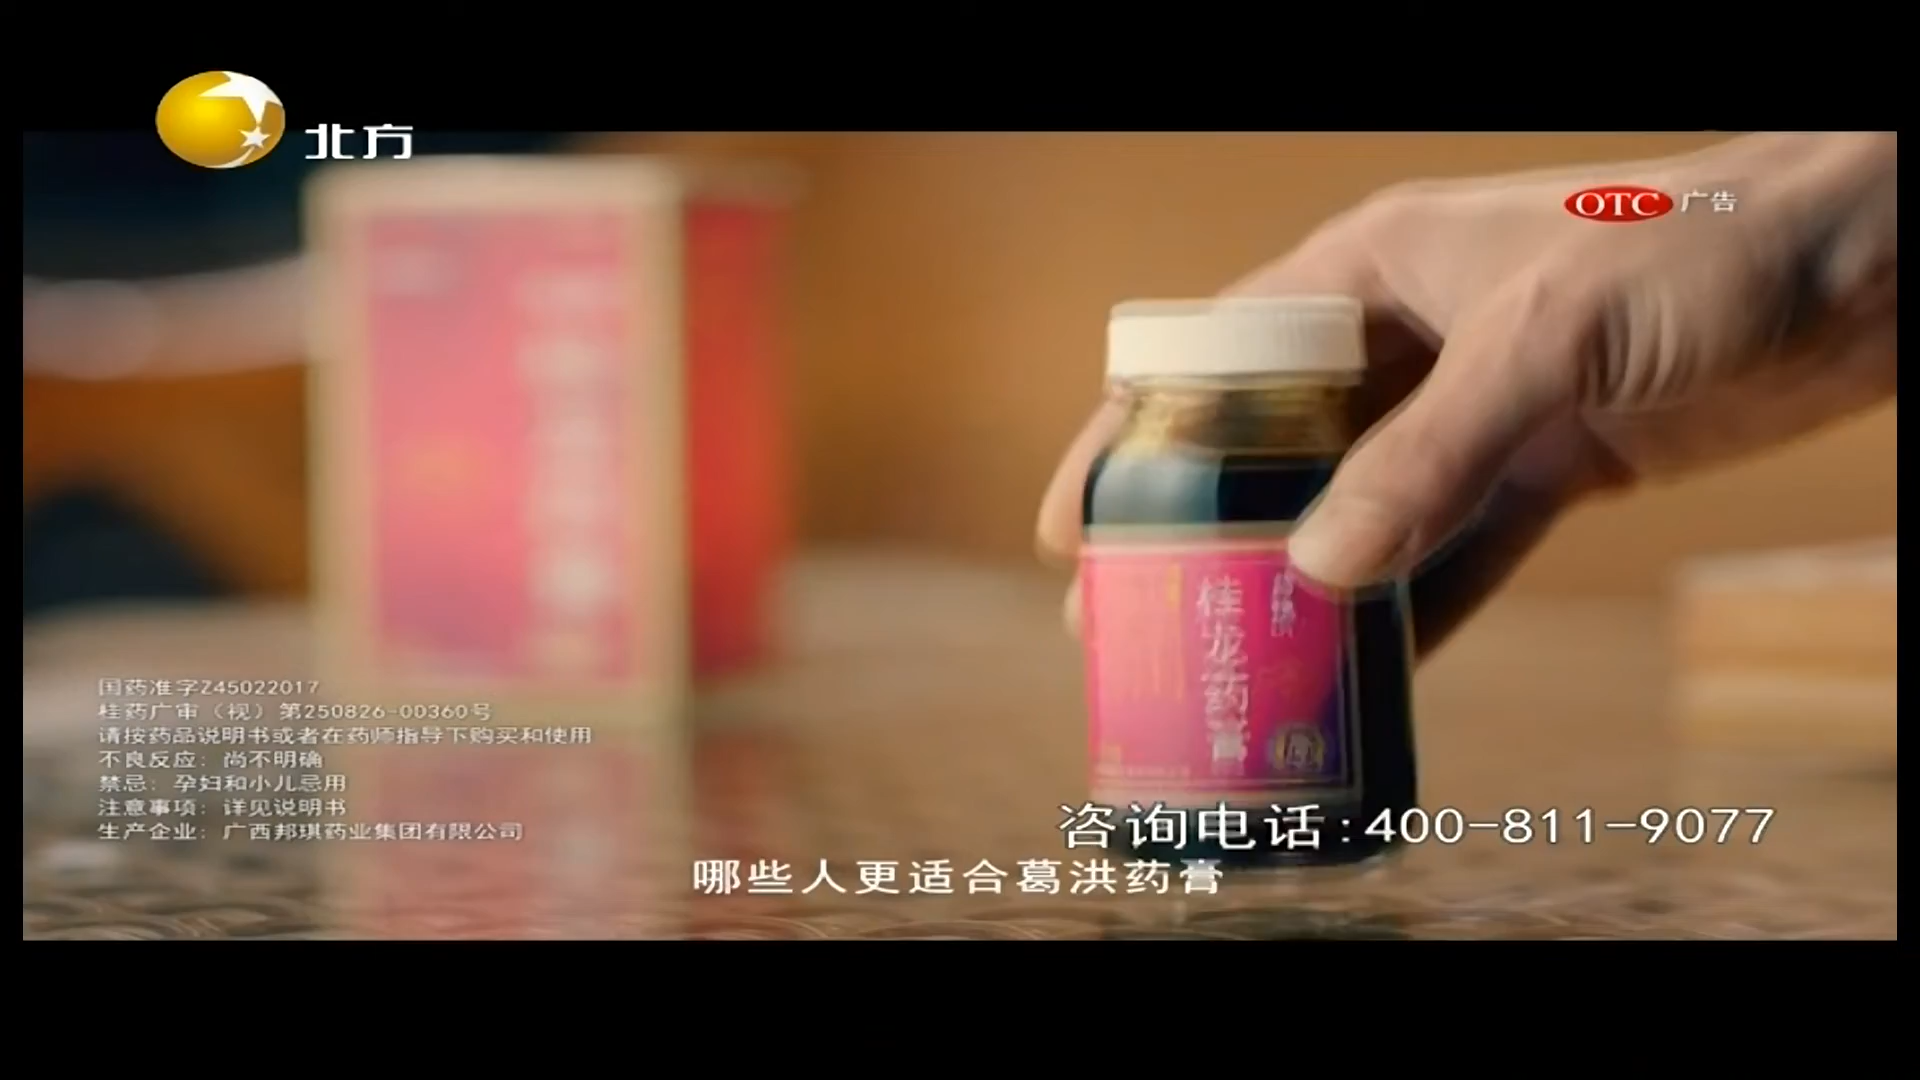 北方
OTC 广告
桂龙药膏
国药准字Z45022017
桂药广审（视）第250826-00360号
请按药品说明书或者在药师指导下购买和使用
不良反应：尚不明确
禁忌：孕妇和小儿忌用
注意事项：详见说明书
生产企业：广西邦琪药业集团有限公司
咨询电话:400-811-9077
哪些人更适合葛洪药膏